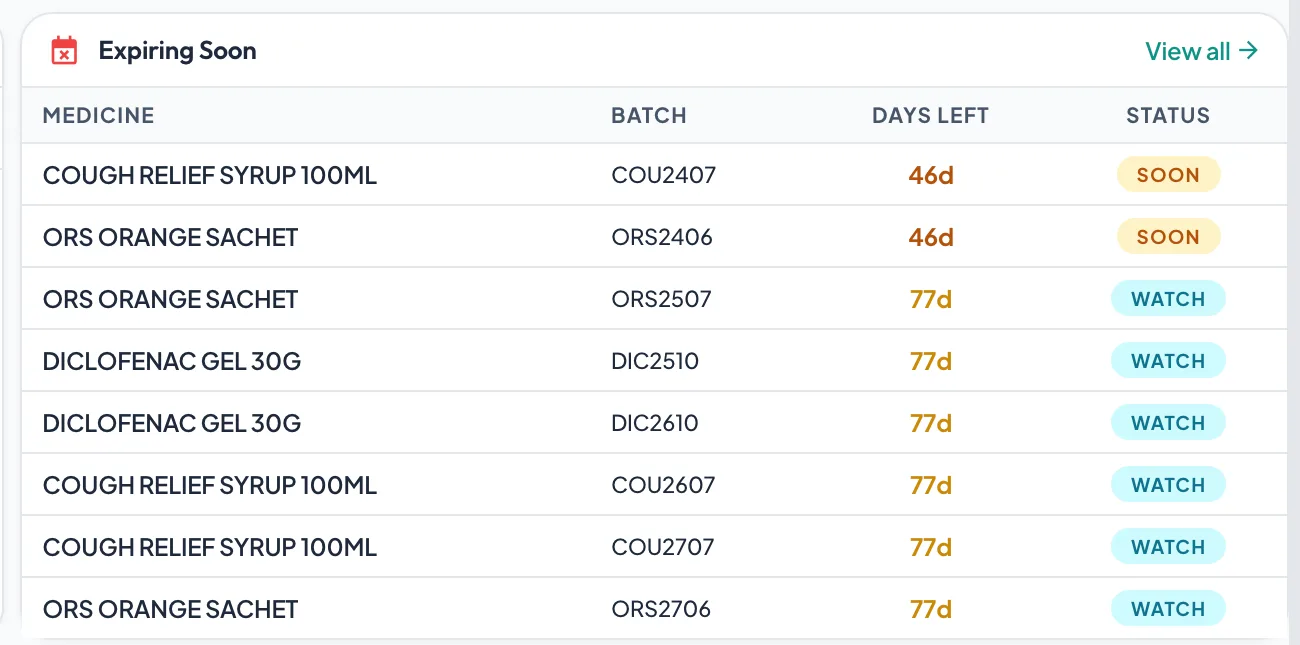 Expiring Soon View all →
MEDICINE BATCH DAYS LEFT STATUS
COUGH RELIEF SYRUP 100ML COU2407 46d SOON
ORS ORANGE SACHET ORS2406 46d SOON
ORS ORANGE SACHET ORS2507 77d WATCH
DICLOFENAC GEL 30G DIC2510 77d WATCH
DICLOFENAC GEL 30G DIC2610 77d WATCH
COUGH RELIEF SYRUP 100ML COU2607 77d WATCH
COUGH RELIEF SYRUP 100ML COU2707 77d WATCH
ORS ORANGE SACHET ORS2706 77d WATCH